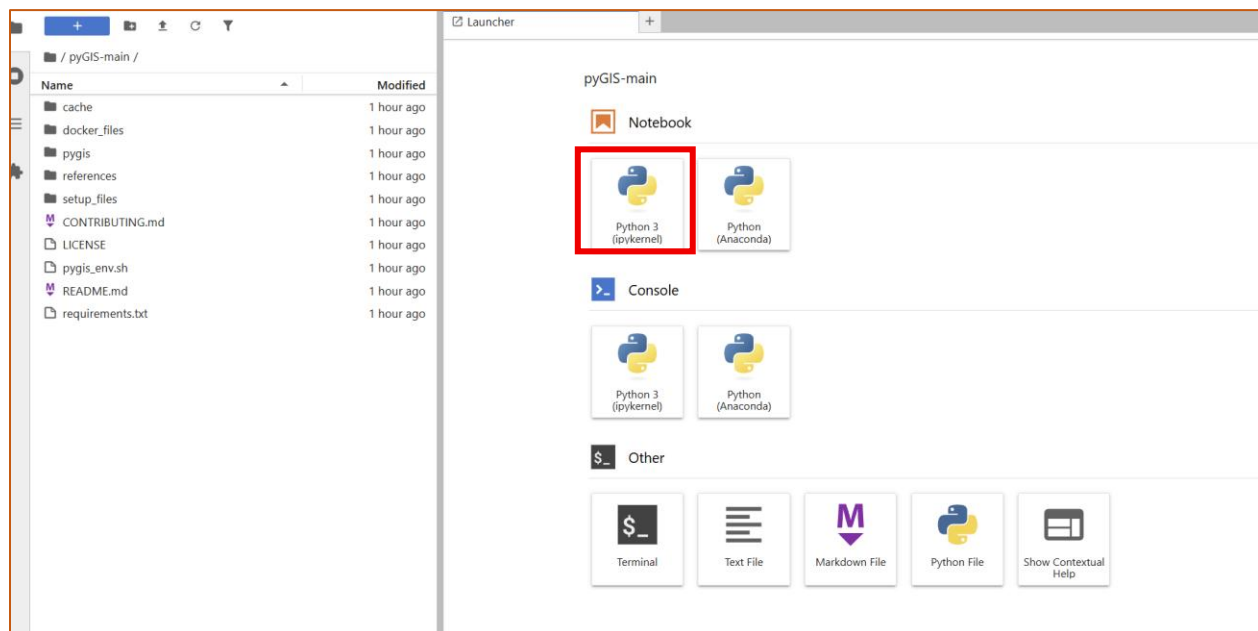 +
/ pyGIS-main /
Name Modified
cache 1 hour ago
docker_files 1 hour ago
pygis 1 hour ago
references 1 hour ago
setup_files 1 hour ago
CONTRIBUTING.md 1 hour ago
LICENSE 1 hour ago
pygis_env.sh 1 hour ago
README.md 1 hour ago
requirements.txt 1 hour ago
Launcher +
pyGIS-main
Notebook
Python 3
(ipykernel)
Python
(Anaconda)
>_ Console
Python 3
(ipykernel)
Python
(Anaconda)
$_ Other
$_
Terminal
Text File
M
Markdown File
Python File
Show Contextual
Help